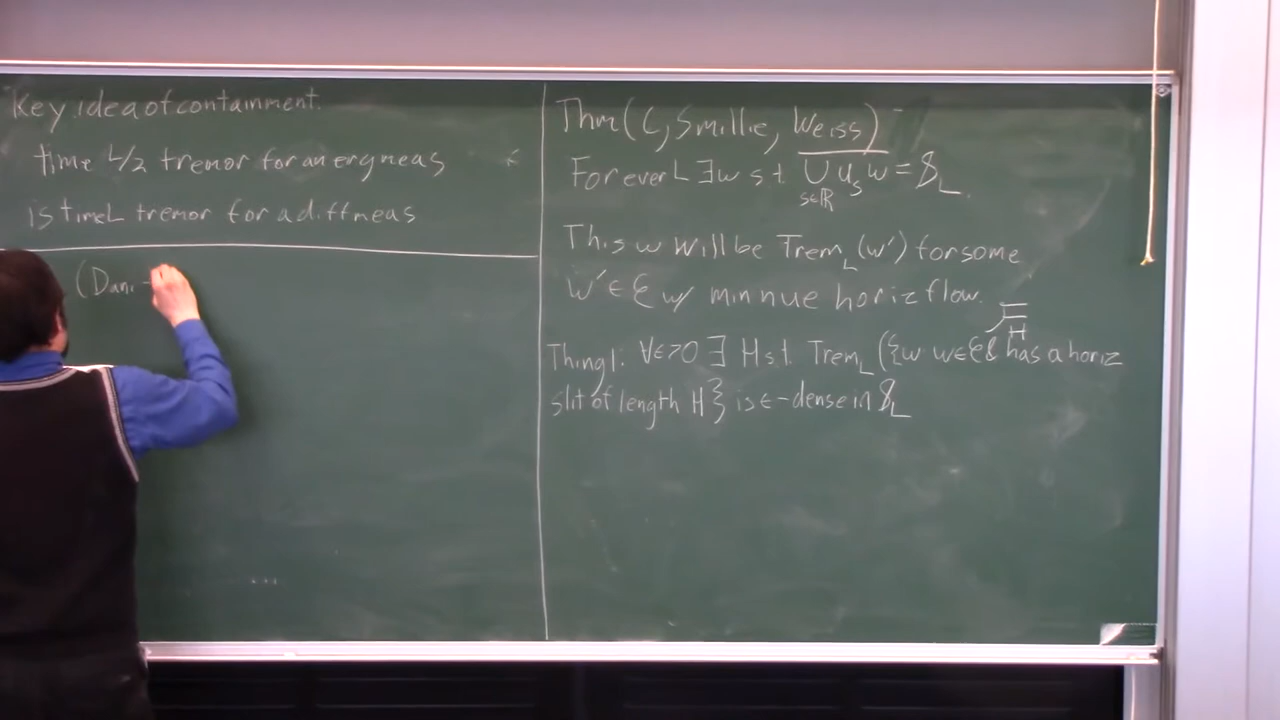 Key idea of containment.
time L/2 tremor for an erg meas
is time L tremor for a diff meas
(Dani -
Thm (C, Smillie, Weiss)
For ever L ∃ w s.t. \overline{⋃_{s∈ℝ} u_s w} = 𝓔_L.
This w will be Trem_L(w') for some
w' ∈ 𝓔 w/ min nue horiz flow.
H
Thing 1: ∀ε>0 ∃ H s.t. Trem_L ({w w∈𝓔 & has a horiz
slit of length H} is ε-dense in 𝓔_L